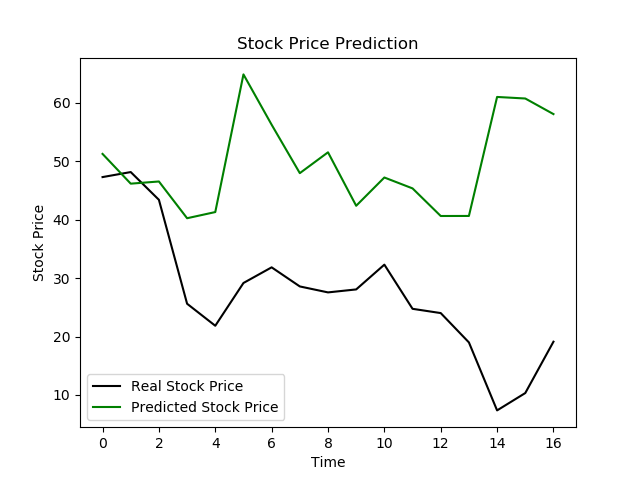 Stock Price Prediction
60
50
40
30
20
10
Stock Price
Real Stock Price
Predicted Stock Price
0 2 4 6 8 10 12 14 16
Time